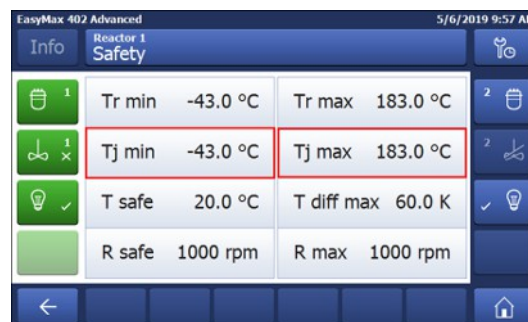 EasyMax 402 Advanced 5/6/2019 9:57 AM
Info Reactor 1
Safety
1 Tr min -43.0 °C Tr max 183.0 °C 2
1 Tj min -43.0 °C Tj max 183.0 °C 2
T safe 20.0 °C T diff max 60.0 K
R safe 1000 rpm R max 1000 rpm